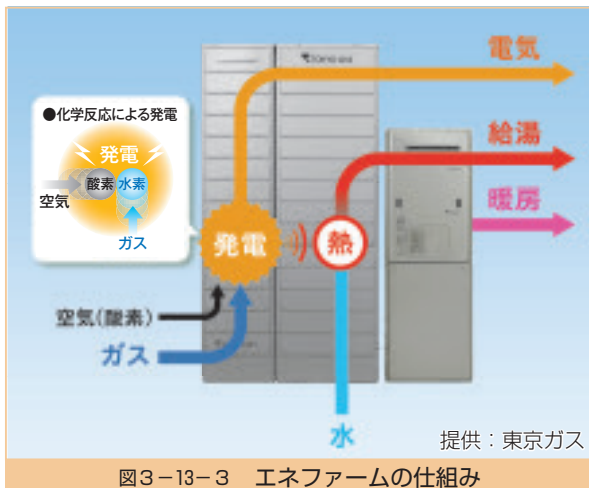 電気
●化学反応による発電
発電
酸素
水素
空気
ガス
給湯
暖房
発電
熱
空気(酸素)
ガス
水
提供：東京ガス
図3－13－3　エネファームの仕組み